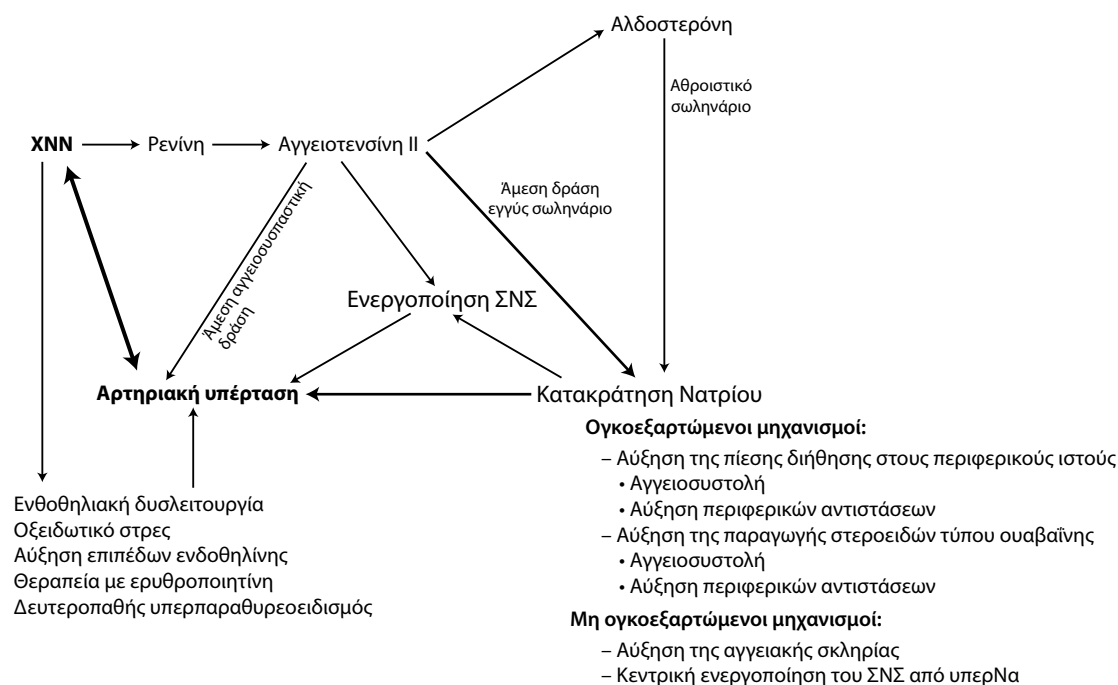 Αλδοστερόνη
Αθροιστικό
σωληνάριο
ΧΝΝ
Ρενίνη
Αγγειοτενσίνη ΙΙ
Άμεση δράση
εγγύς σωληνάριο
Άμεση αγγειοσυσπαστική
δράση
Ενεργοποίηση ΣΝΣ
Αρτηριακή υπέρταση
Κατακράτηση Νατρίου
Ογκοεξαρτώμενοι μηχανισμοί:
– Αύξηση της πίεσης διήθησης στους περιφερικούς ιστούς
• Αγγειοσυστολή
• Αύξηση περιφερικών αντιστάσεων
– Αύξηση της παραγωγής στεροειδών τύπου ουαβαΐνης
• Αγγειοσυστολή
• Αύξηση περιφερικών αντιστάσεων
Μη ογκοεξαρτώμενοι μηχανισμοί:
– Αύξηση της αγγειακής σκληρίας
– Κεντρική ενεργοποίηση του ΣΝΣ από υπερNa
Ενθοθηλιακή δυσλειτουργία
Οξειδωτικό στρες
Αύξηση επιπέδων ενδοθηλίνης
Θεραπεία με ερυθροποιητίνη
Δευτεροπαθής υπερπαραθυρεοειδισμός